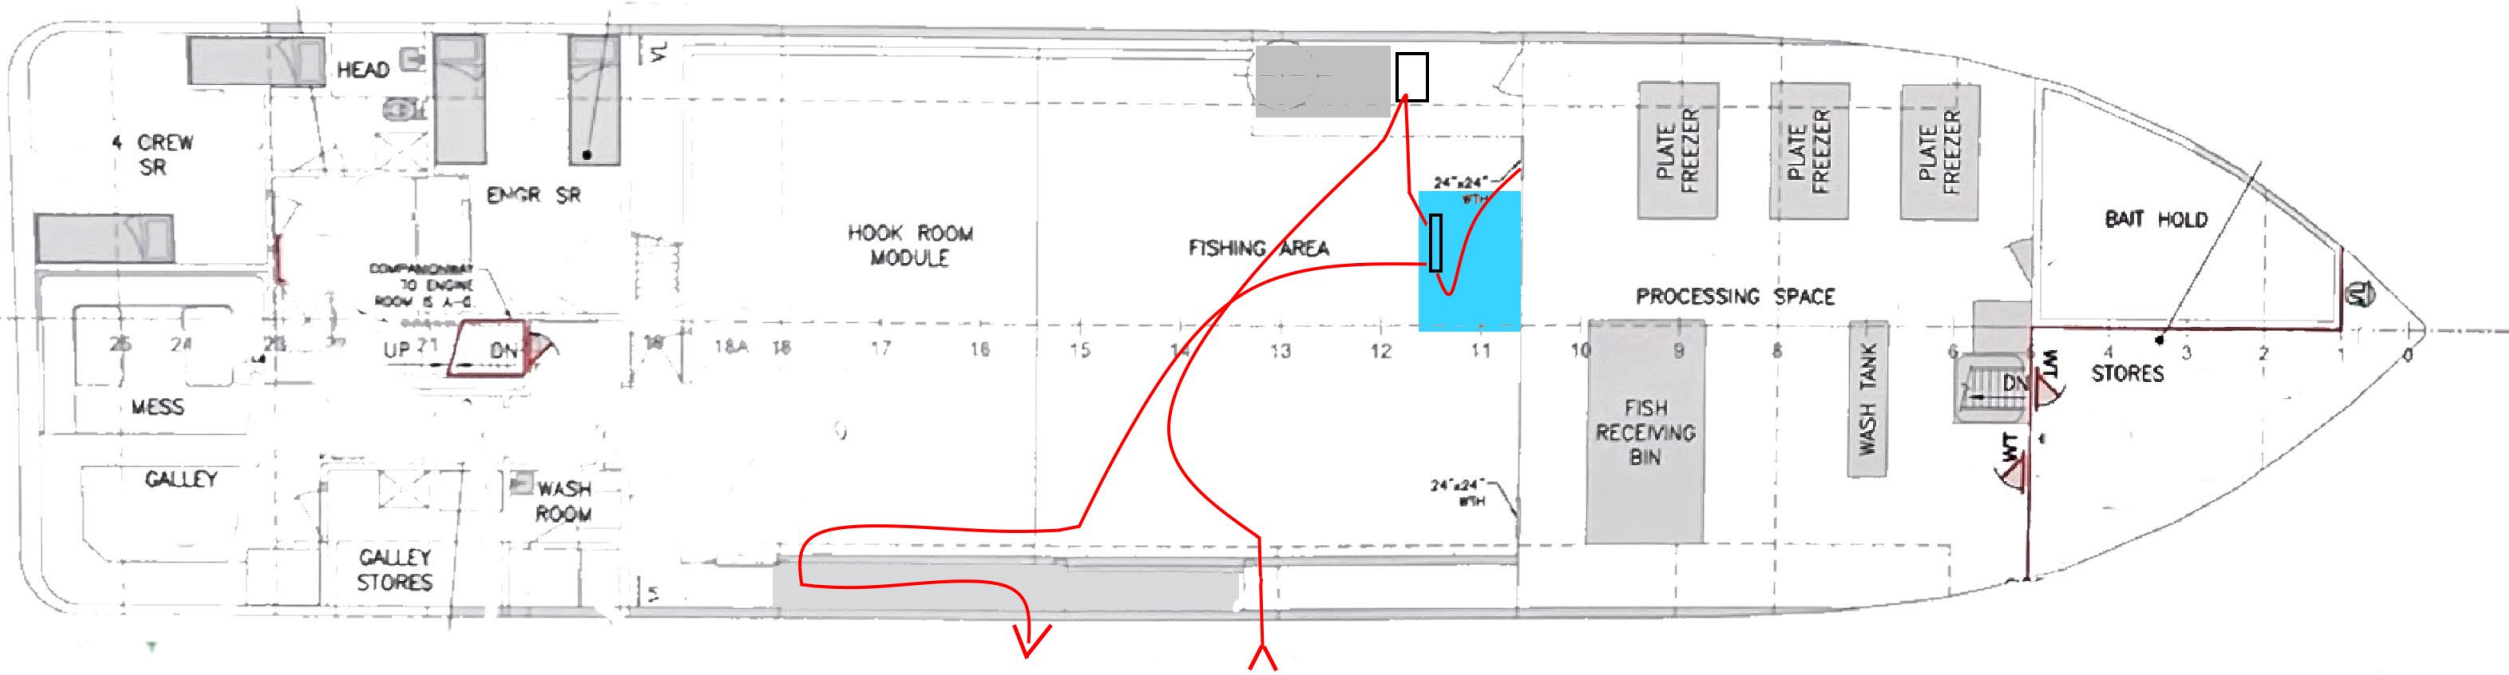 HEAD
VL
4 CREW
SR
ENGR SR
24"x24"
WTH
PLATE
FREEZER
PLATE
FREEZER
PLATE
FREEZER
BAIT HOLD
HOOK ROOM
MODULE
FISHING AREA
COMPANIONWAY
TO ENGINE
ROOM
PROCESSING SPACE
UP
21
DN
18A
18
17
16
15
14
13
12
11
10
9
8
6
5
4
3
2
1
0
WT
DN
STORES
MESS
FISH
RECEIVING
BIN
WASH TANK
WT
GALLEY
WASH
ROOM
24"x24"
WTH
GALLEY
STORES